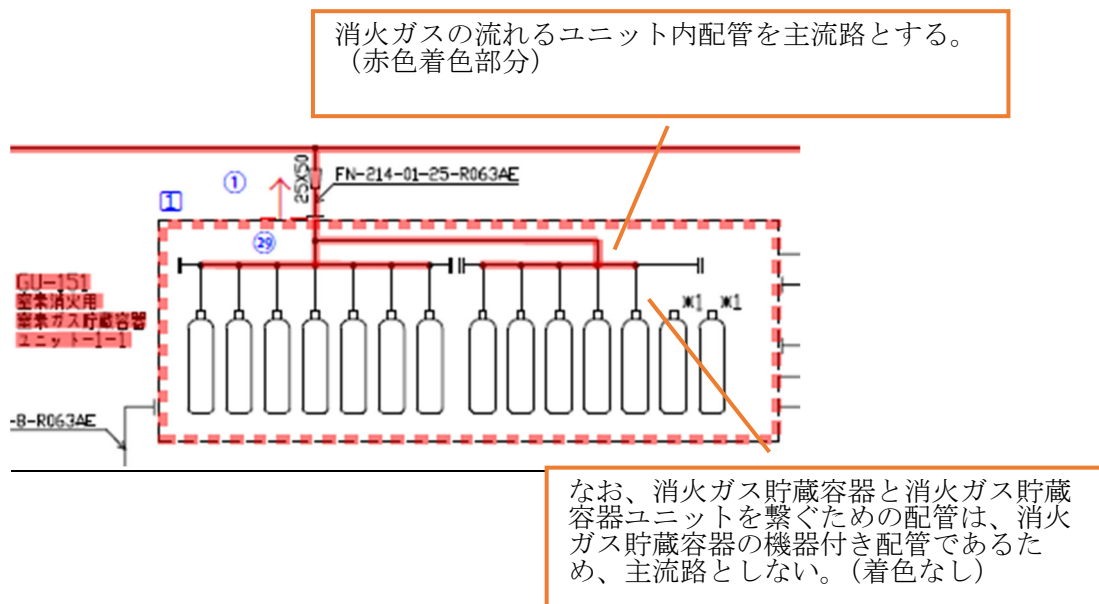 消火ガスの流れるユニット内配管を主流路とする。
（赤色着色部分）
25X50
FN-214-01-25-R063AE
①
1
㉙
GU-151
窒素消火用
窒素ガス貯蔵容器
ユニット-1-1
※1 ※1
-B-R063AE
なお、消火ガス貯蔵容器と消火ガス貯蔵
容器ユニットを繋ぐための配管は、消火
ガス貯蔵容器の機器付き配管であるた
め、主流路としない。（着色なし）